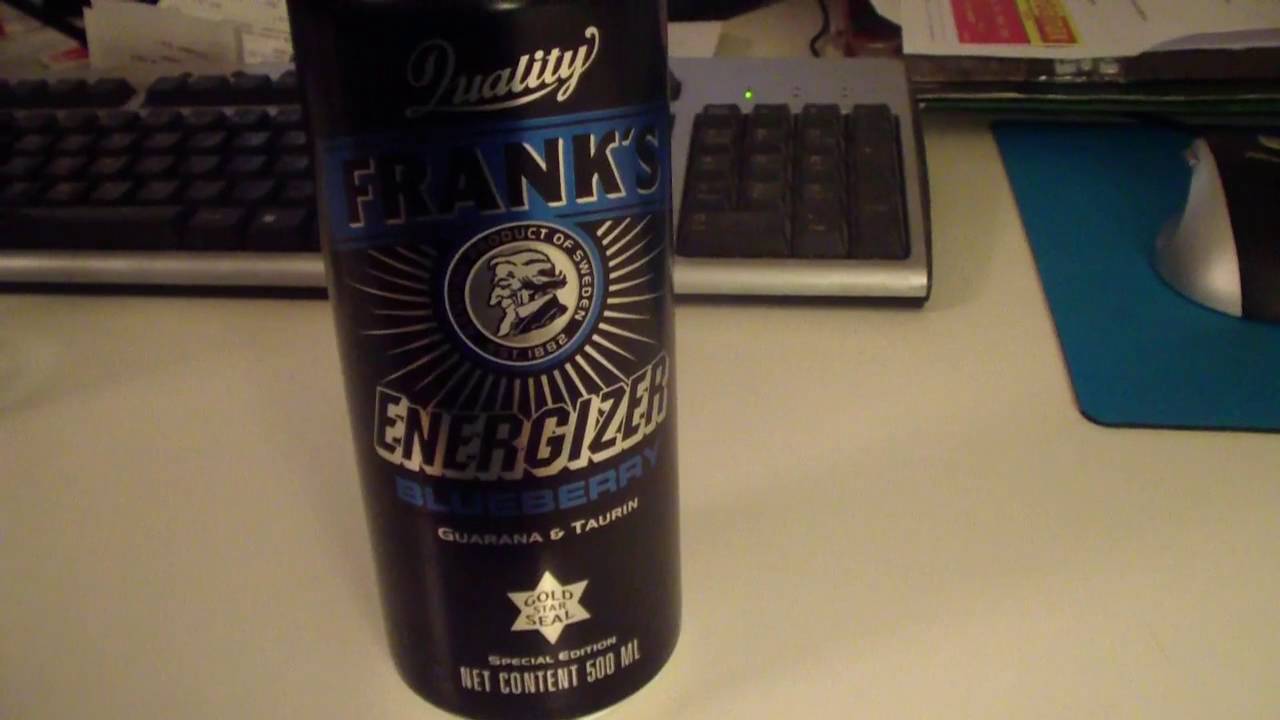 Quality
FRANK'S
PRODUCT OF SWEDEN
EST 1882
ENERGIZER
BLUEBERRY
GUARANA & TAURIN
GOLD
STAR
SEAL
SPECIAL EDITION
NET CONTENT 500 ML